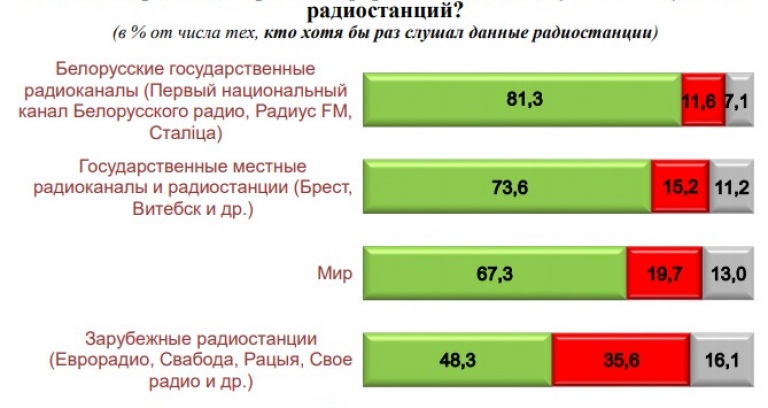 радиостанций?
(в % от числа тех, кто хотя бы раз слушал данные радиостанции)
Белорусские государственные
радиоканалы (Первый национальный
канал Белорусского радио, Радиус FM,
Сталiца)
81,3 11,6 7,1
Государственные местные
радиоканалы и радиостанции (Брест,
Витебск и др.)
73,6 15,2 11,2
Мир
67,3 19,7 13,0
Зарубежные радиостанции
(Еврорадио, Свабода, Рацыя, Свое
радио и др.)
48,3 35,6 16,1